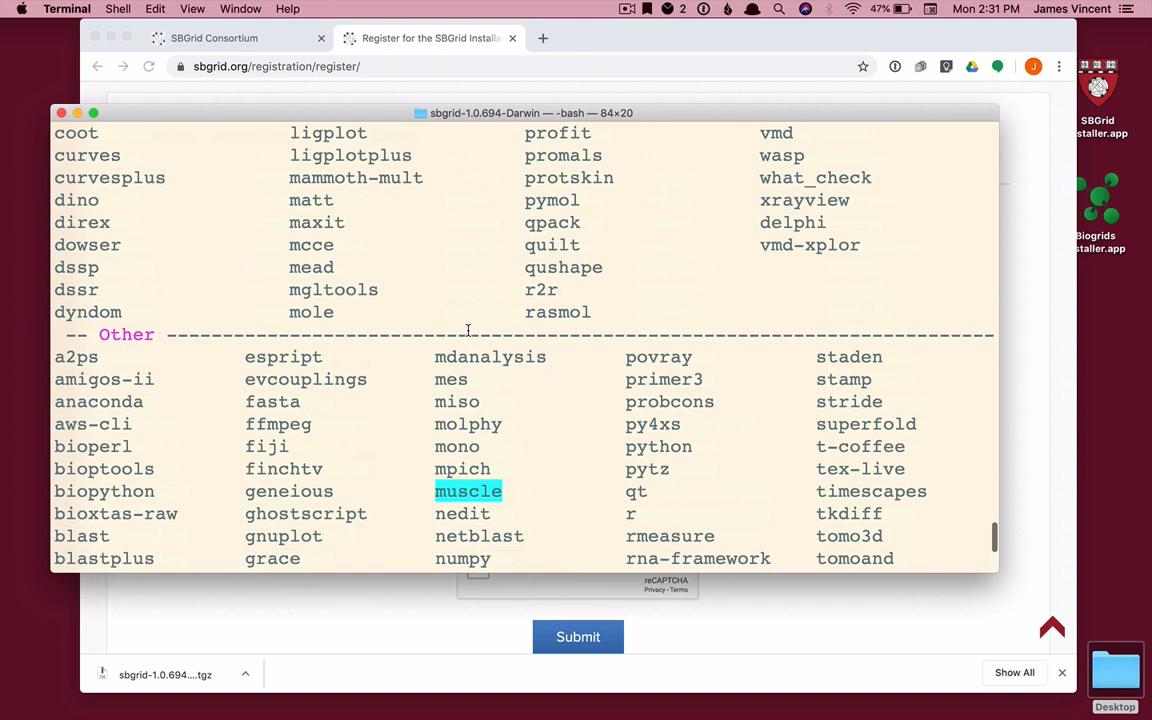 Terminal Shell Edit View Window Help 2 47% Mon 2:31 PM James Vincent
SBGrid Consortium Register for the SBGrid Installa
sbgrid.org/registration/register/ J
sbgrid-1.0.694-Darwin — -bash — 84×20
coot ligplot profit vmd
curves ligplotplus promals wasp
curvesplus mammoth-mult protskin what_check
dino matt pymol xrayview
direx maxit qpack delphi
dowser mcce quilt vmd-xplor
dssp mead qushape
dssr mgltools r2r
dyndom mole rasmol
-- Other ----------------------------------------------------------------------
a2ps espript mdanalysis povray staden
amigos-ii evcouplings mes primer3 stamp
anaconda fasta miso probcons stride
aws-cli ffmpeg molphy py4xs superfold
bioperl fiji mono python t-coffee
bioptools finchtv mpich pytz tex-live
biopython geneious muscle qt timescapes
bioxtas-raw ghostscript nedit r tkdiff
blast gnuplot netblast rmeasure tomo3d
blastplus grace numpy rna-framework tomoand
reCAPTCHA
Privacy - Terms
Submit
sbgrid-1.0.694....tgz Show All
SBGrid
nstaller.app
Biogrids
staller.app
Desktop